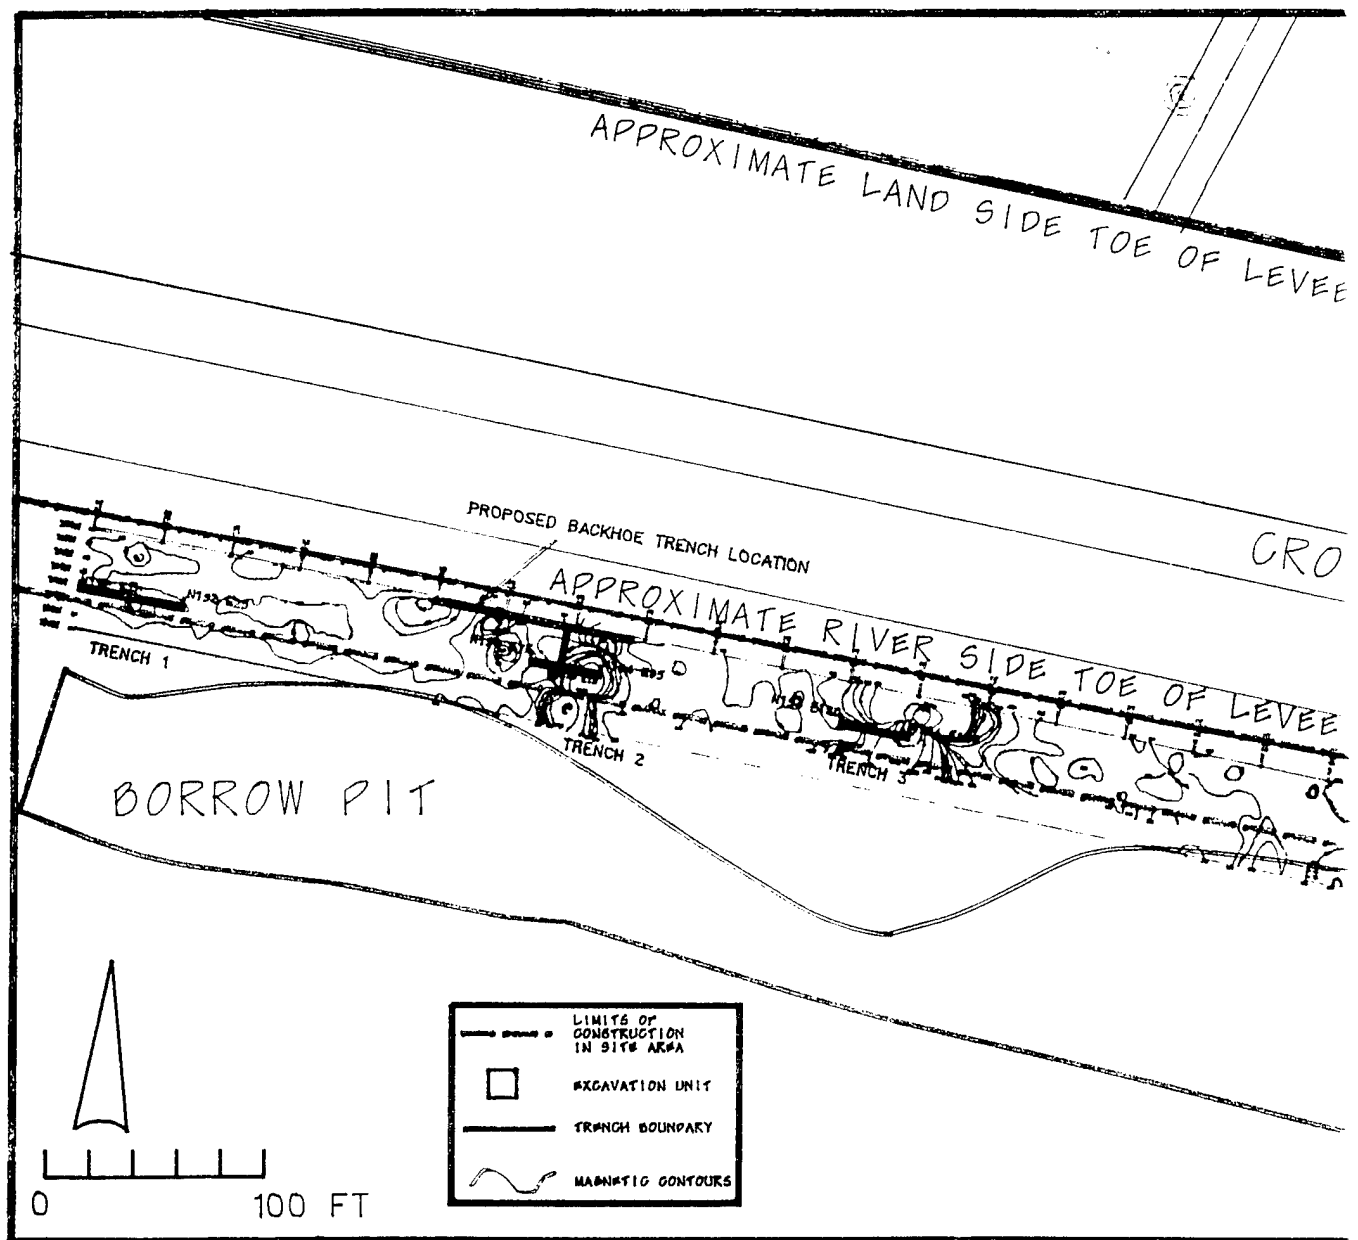 APPROXIMATE LAND SIDE TOE OF LEVEE
CRO
PROPOSED BACKHOE TRENCH LOCATION
APPROXIMATE RIVER SIDE TOE OF LEVEE
TRENCH 1
TRENCH 2
TRENCH 3
BORROW PIT
LIMITS OF
CONSTRUCTION
IN SITE AREA
EXCAVATION UNIT
TRENCH BOUNDARY
MAGNETIC CONTOURS
0 100 FT